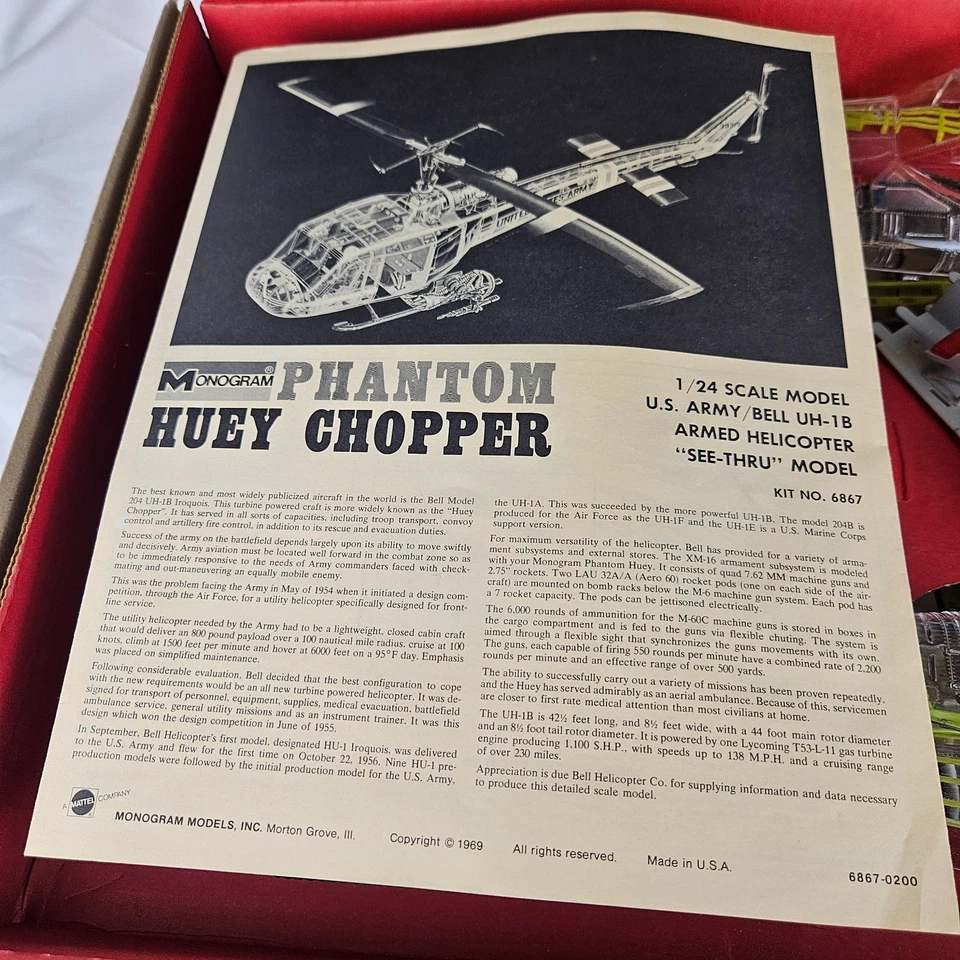 UNITED STATES ARMY
MONOGRAM® PHANTOM
HUEY CHOPPER
1/24 SCALE MODEL
U.S. ARMY/BELL UH-1B
ARMED HELICOPTER
“SEE-THRU” MODEL
KIT NO. 6867
The best known and most widely publicized aircraft in the world is the Bell Model
204 UH-1B Iroquois. This turbine powered craft is more widely known as the “Huey
Chopper”. It has served in all sorts of capacities, including troop transport, convoy
control and artillery fire control, in addition to its rescue and evacuation duties.
Success of the army on the battlefield depends largely upon its ability to move swiftly
and decisively. Army aviation must be located well forward in the combat zone so as
to be immediately responsive to the needs of Army commanders faced with check-
mating and out-maneuvering an equally mobile enemy.
This was the problem facing the Army in May of 1954 when it initiated a design com-
petition, through the Air Force, for a utility helicopter specifically designed for front-
line service.
The utility helicopter needed by the Army had to be a lightweight, closed cabin craft
that would deliver an 800 pound payload over a 100 nautical mile radius, cruise at 100
knots, climb at 1500 feet per minute and hover at 6000 feet on a 95°F day. Emphasis
was placed on simplified maintenance.
Following considerable evaluation, Bell decided that the best configuration to cope
with the new requirements would be an all new turbine powered helicopter. It was de-
signed for transport of personnel, equipment, supplies, medical evacuation, battlefield
ambulance service, general utility missions and as an instrument trainer. It was this
design which won the design competition in June of 1955.
In September, Bell Helicopter's first model, designated HU-1 Iroquois, was delivered
to the U.S. Army and flew for the first time on October 22, 1956. Nine HU-1 pre-
production models were followed by the initial production model for the U.S. Army,
the UH-1A. This was succeeded by the more powerful UH-1B. The model 204B is
produced for the Air Force as the UH-1F and the UH-1E is a U.S. Marine Corps
support version.
For maximum versatility of the helicopter, Bell has provided for a variety of arma-
ment subsystems and external stores. The XM-16 armament subsystem is modeled
with your Monogram Phantom Huey. It consists of quad 7.62 MM machine guns and
2.75” rockets. Two LAU 32A/A (Aero 60) rocket pods (one on each side of the air-
craft) are mounted on bomb racks below the M-6 machine gun system. Each pod has
a 7 rocket capacity. The pods can be jettisoned electrically.
The 6,000 rounds of ammunition for the M-60C machine guns is stored in boxes in
the cargo compartment and is fed to the guns via flexible chuting. The system is
aimed through a flexible sight that synchronizes the guns movements with its own.
The guns, each capable of firing 550 rounds per minute have a combined rate of 2,200
rounds per minute and an effective range of over 500 yards.
The ability to successfully carry out a variety of missions has been proven repeatedly,
and the Huey has served admirably as an aerial ambulance. Because of this, servicemen
are closer to first rate medical attention than most civilians at home.
The UH-1B is 42½ feet long, and 8½ feet wide, with a 44 foot main rotor diameter
and an 8½ foot tail rotor diameter. It is powered by one Lycoming T53-L-11 gas turbine
engine producing 1,100 S.H.P., with speeds up to 138 M.P.H. and a cruising range
of over 230 miles.
Appreciation is due Bell Helicopter Co. for supplying information and data necessary
to produce this detailed scale model.
A MATTEL COMPANY
MONOGRAM MODELS, INC. Morton Grove, Ill. Copyright © 1969 All rights reserved. Made in U.S.A.
6867-0200